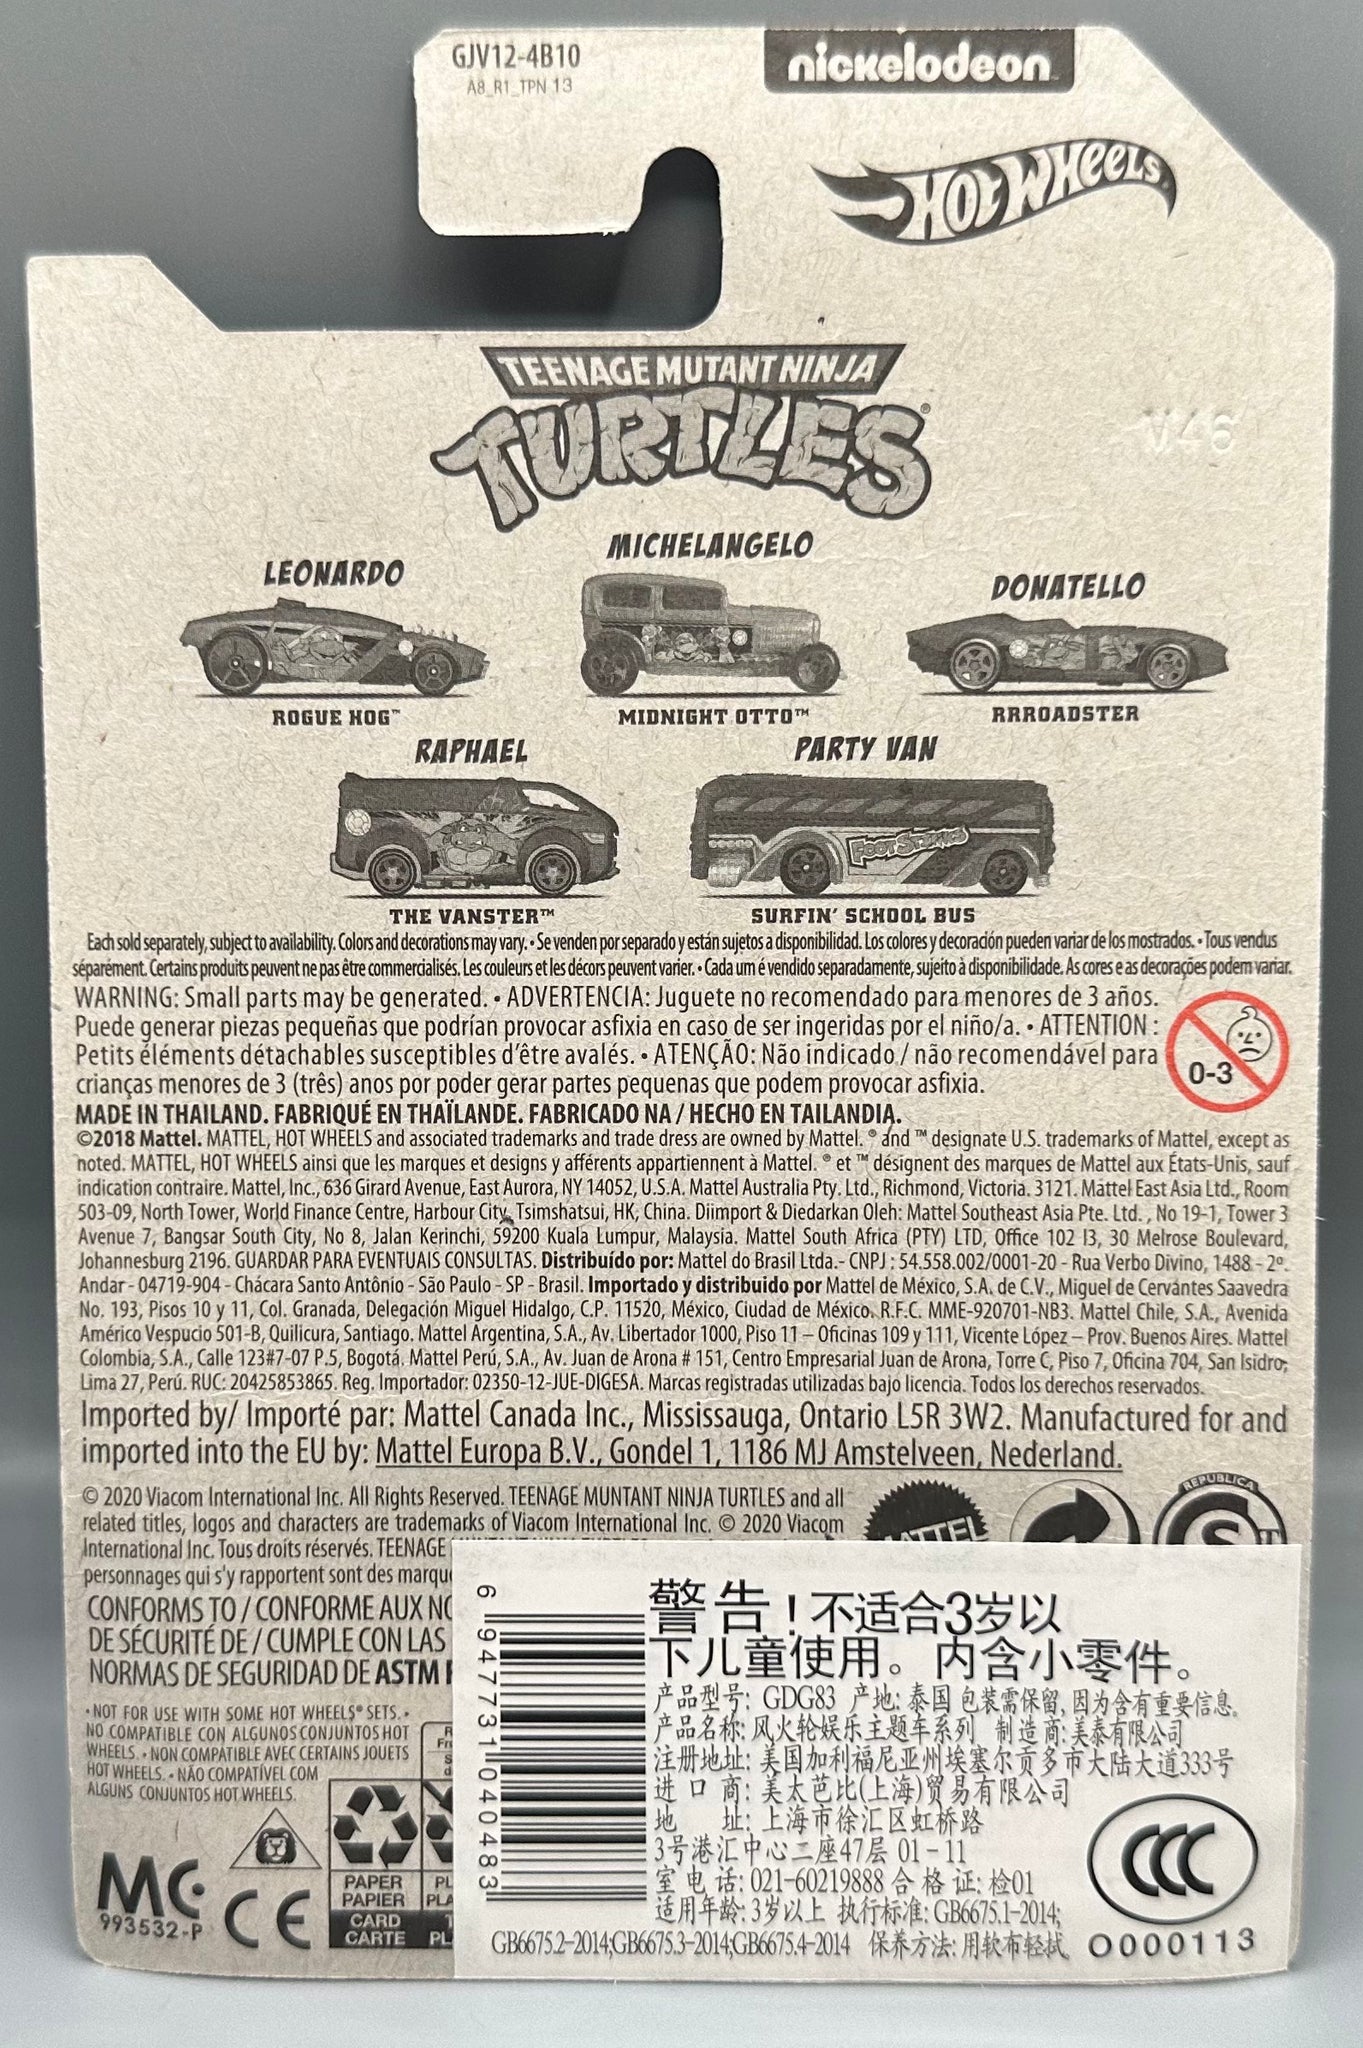 GJV12-4B10
A8_R1_TPN 13
nickelodeon
HOT WHEELS
TEENAGE MUTANT NINJA
TURTLES®
V46
LEONARDO
MICHELANGELO
DONATELLO
ROGUE HOG™
MIDNIGHT OTTO™
RRROADSTER
RAPHAEL
PARTY VAN
FOOT STINKS
THE VANSTER™
SURFIN' SCHOOL BUS
Each sold separately, subject to availability. Colors and decorations may vary. • Se venden por separado y están sujetos a disponibilidad. Los colores y decoración pueden variar de los mostrados. • Tous vendus
séparément. Certains produits peuvent ne pas être commercialisés. Les couleurs et les décors peuvent varier. • Cada um é vendido separadamente, sujeito à disponibilidade. As cores e as decorações podem variar.
WARNING: Small parts may be generated. • ADVERTENCIA: Juguete no recomendado para menores de 3 años.
Puede generar piezas pequeñas que podrían provocar asfixia en caso de ser ingeridas por el niño/a. • ATTENTION :
Petits éléments détachables susceptibles d'être avalés. • ATENÇÃO: Não indicado / não recomendável para
crianças menores de 3 (três) anos por poder gerar partes pequenas que podem provocar asfixia.
0-3
MADE IN THAILAND. FABRIQUÉ EN THAÏLANDE. FABRICADO NA / HECHO EN TAILANDIA.
©2018 Mattel. MATTEL, HOT WHEELS and associated trademarks and trade dress are owned by Mattel. ® and ™ designate U.S. trademarks of Mattel, except as
noted. MATTEL, HOT WHEELS ainsi que les marques et designs y afférents appartiennent à Mattel. ® et ™ désignent des marques de Mattel aux États-Unis, sauf
indication contraire. Mattel, Inc., 636 Girard Avenue, East Aurora, NY 14052, U.S.A. Mattel Australia Pty. Ltd., Richmond, Victoria. 3121. Mattel East Asia Ltd., Room
503-09, North Tower, World Finance Centre, Harbour City, Tsimshatsui, HK, China. Diimport & Diedarkan Oleh: Mattel Southeast Asia Pte. Ltd. , No 19-1, Tower 3
Avenue 7, Bangsar South City, No 8, Jalan Kerinchi, 59200 Kuala Lumpur, Malaysia. Mattel South Africa (PTY) LTD, Office 102 I3, 30 Melrose Boulevard,
Johannesburg 2196. GUARDAR PARA EVENTUAIS CONSULTAS. Distribuído por: Mattel do Brasil Ltda.- CNPJ : 54.558.002/0001-20 - Rua Verbo Divino, 1488 - 2º.
Andar - 04719-904 - Chácara Santo Antônio - São Paulo - SP - Brasil. Importado y distribuido por Mattel de México, S.A. de C.V., Miguel de Cervantes Saavedra
No. 193, Pisos 10 y 11, Col. Granada, Delegación Miguel Hidalgo, C.P. 11520, México, Ciudad de México. R.F.C. MME-920701-NB3. Mattel Chile, S.A., Avenida
Américo Vespucio 501-B, Quilicura, Santiago. Mattel Argentina, S.A., Av. Libertador 1000, Piso 11 – Oficinas 109 y 111, Vicente López – Prov. Buenos Aires. Mattel
Colombia, S.A., Calle 123#7-07 P.5, Bogotá. Mattel Perú, S.A., Av. Juan de Arona # 151, Centro Empresarial Juan de Arona, Torre C, Piso 7, Oficina 704, San Isidro,
Lima 27, Perú. RUC: 20425853865. Reg. Importador: 02350-12-JUE-DIGESA. Marcas registradas utilizadas bajo licencia. Todos los derechos reservados.
Imported by/ Importé par: Mattel Canada Inc., Mississauga, Ontario L5R 3W2. Manufactured for and
imported into the EU by: Mattel Europa B.V., Gondel 1, 1186 MJ Amstelveen, Nederland.
© 2020 Viacom International Inc. All Rights Reserved. TEENAGE MUNTANT NINJA TURTLES and all
related titles, logos and characters are trademarks of Viacom International Inc. © 2020 Viacom
International Inc. Tous droits réservés. TEENAGE
personnages qui s'y rapportent sont des marqu
MATTEL
REPUBLICA
S
CONFORMS TO / CONFORME AUX NO
DE SÉCURITÉ DE / CUMPLE CON LAS
NORMAS DE SEGURIDAD DE ASTM
• NOT FOR USE WITH SOME HOT WHEELS® SETS. •
NO COMPATIBLE CON ALGUNOS CONJUNTOS HOT
WHEELS. • NON COMPATIBLE AVEC CERTAINS JOUETS
HOT WHEELS. • NÃO COMPATÍVEL COM
ALGUNS CONJUNTOS HOT WHEELS.
MC
993532-P
CE
PAPER
PAPIER
CARD
CARTE
PL
PLA
6 94773 1040483
警告！不适合3岁以
下儿童使用。内含小零件。
产品型号: GDG83 产地: 泰国 包装需保留, 因为含有重要信息。
产品名称: 风火轮娱乐主题车系列 制造商: 美泰有限公司
注册地址: 美国加利福尼亚州埃塞尔贡多市大陆大道333号
进口商: 美太芭比(上海)贸易有限公司
地 址: 上海市徐汇区虹桥路
3号港汇中心二座47层 01-11
室 电话: 021-60219888 合格证: 检01
适用年龄: 3岁以上 执行标准: GB6675.1-2014;
GB6675.2-2014;GB6675.3-2014;GB6675.4-2014 保养方法: 用软布轻拭
CCC
O000113